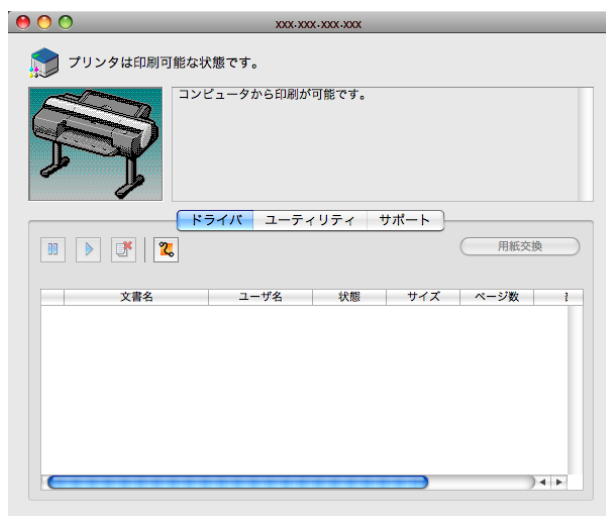 xxx-xxx-xxx-xxx
プリンタは印刷可能な状態です。
コンピュータから印刷が可能です。
ドライバ ユーティリティ サポート
用紙交換
文書名 ユーザ名 状態 サイズ ページ数